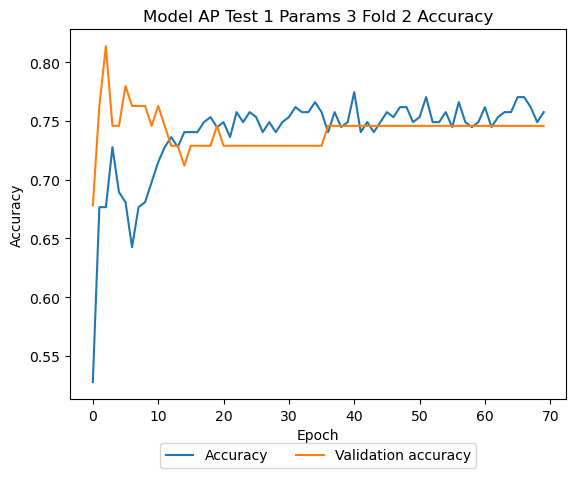 Model AP Test 1 Params 3 Fold 2 Accuracy
0.80
0.75
0.70
0.65
0.60
0.55
Accuracy
0 10 20 30 40 50 60 70
Epoch
Accuracy Validation accuracy